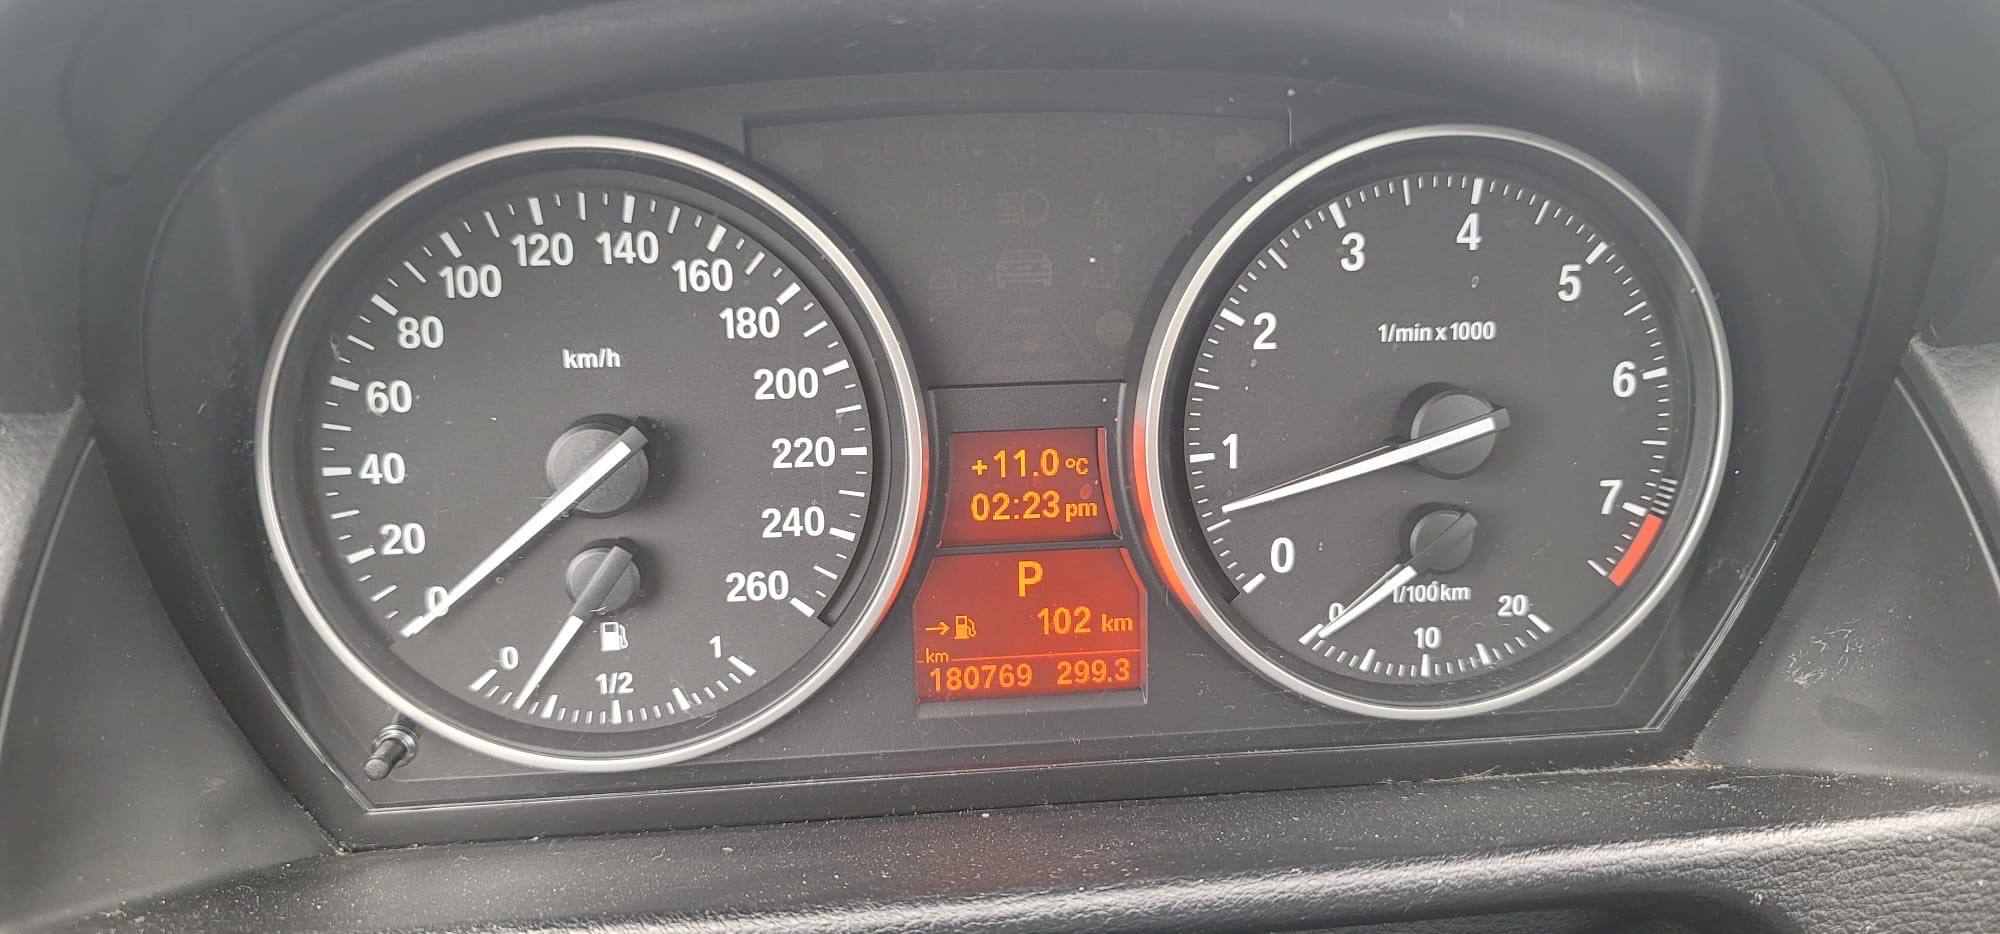 0 20 40 60 80 100 120 140 160 180 200 220 240 260
km/h
0 1/2 1
ABS
+11.0 °C
02:23 pm
P
→ 102 km
km
180769 299.3
0 1 2 3 4 5 6 7
1/min x 1000
l/100km
0 10 20